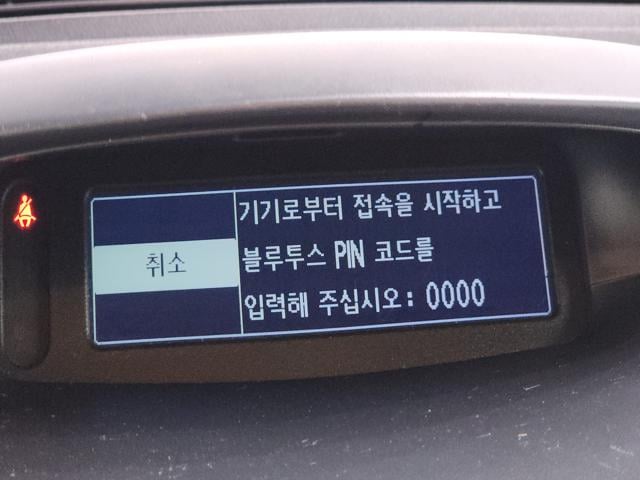 취소
기기로부터 접속을 시작하고
블루투스 PIN 코드를
입력해 주십시오: 0000